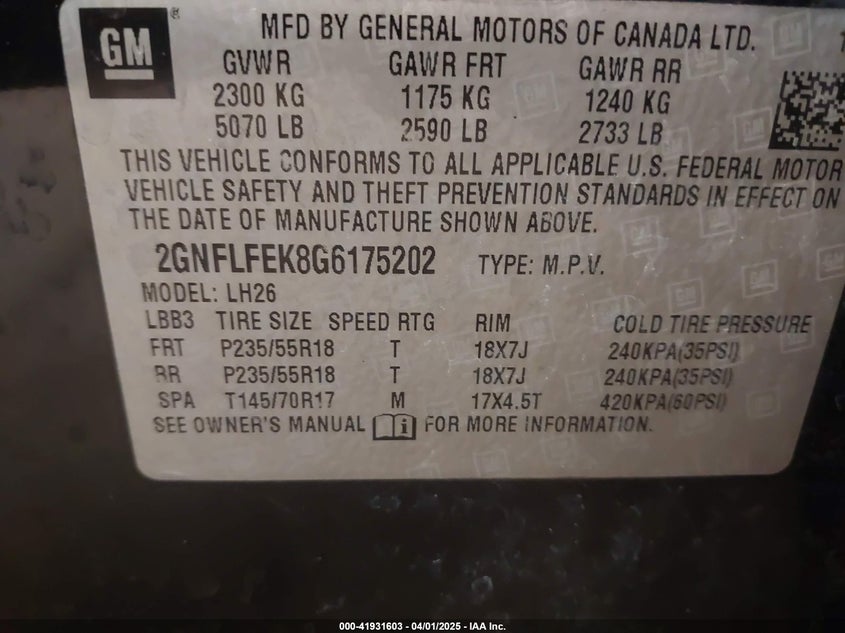 GM
®
MFD BY GENERAL MOTORS OF CANADA LTD.
GVWR GAWR FRT GAWR RR
2300 KG 1175 KG 1240 KG
5070 LB 2590 LB 2733 LB
THIS VEHICLE CONFORMS TO ALL APPLICABLE U.S. FEDERAL MOTOR
VEHICLE SAFETY AND THEFT PREVENTION STANDARDS IN EFFECT ON
THE DATE OF MANUFACTURE SHOWN ABOVE.
2GNFLFEK8G6175202 TYPE: M.P.V.
MODEL: LH26
LBB3 TIRE SIZE SPEED RTG RIM COLD TIRE PRESSURE
FRT P235/55R18 T 18X7J 240KPA(35PSI)
RR P235/55R18 T 18X7J 240KPA(35PSI)
SPA T145/70R17 M 17X4.5T 420KPA(60PSI)
SEE OWNER'S MANUAL i FOR MORE INFORMATION.
000-41931603 - 04/01/2025 - IAA Inc.